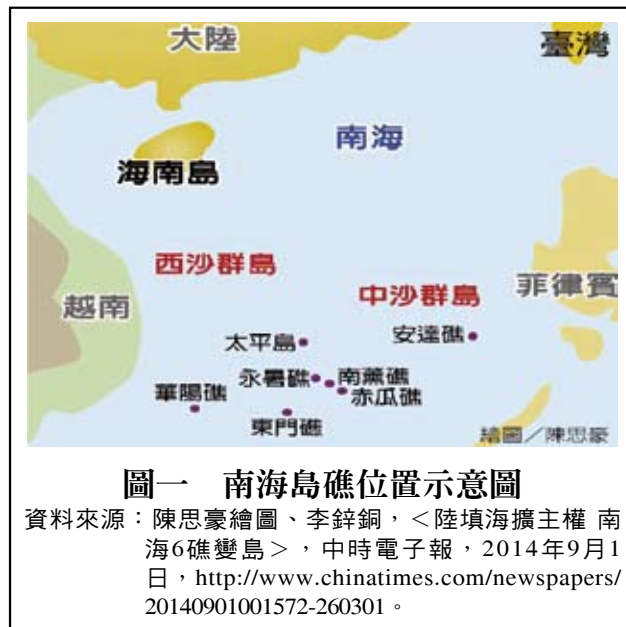 大陸
臺灣
南海
海南島
西沙群島
中沙群島
菲律賓
越南
太平島
安達礁
永暑礁
南薰礁
華陽礁
赤瓜礁
東門礁
繪圖／陳思豪
圖一 南海島礁位置示意圖
資料來源：陳思豪繪圖、李鋅銅，＜陸填海擴主權 南
海6礁變島＞，中時電子報，2014年9月1
日，http://www.chinatimes.com/newspapers/
20140901001572-260301。